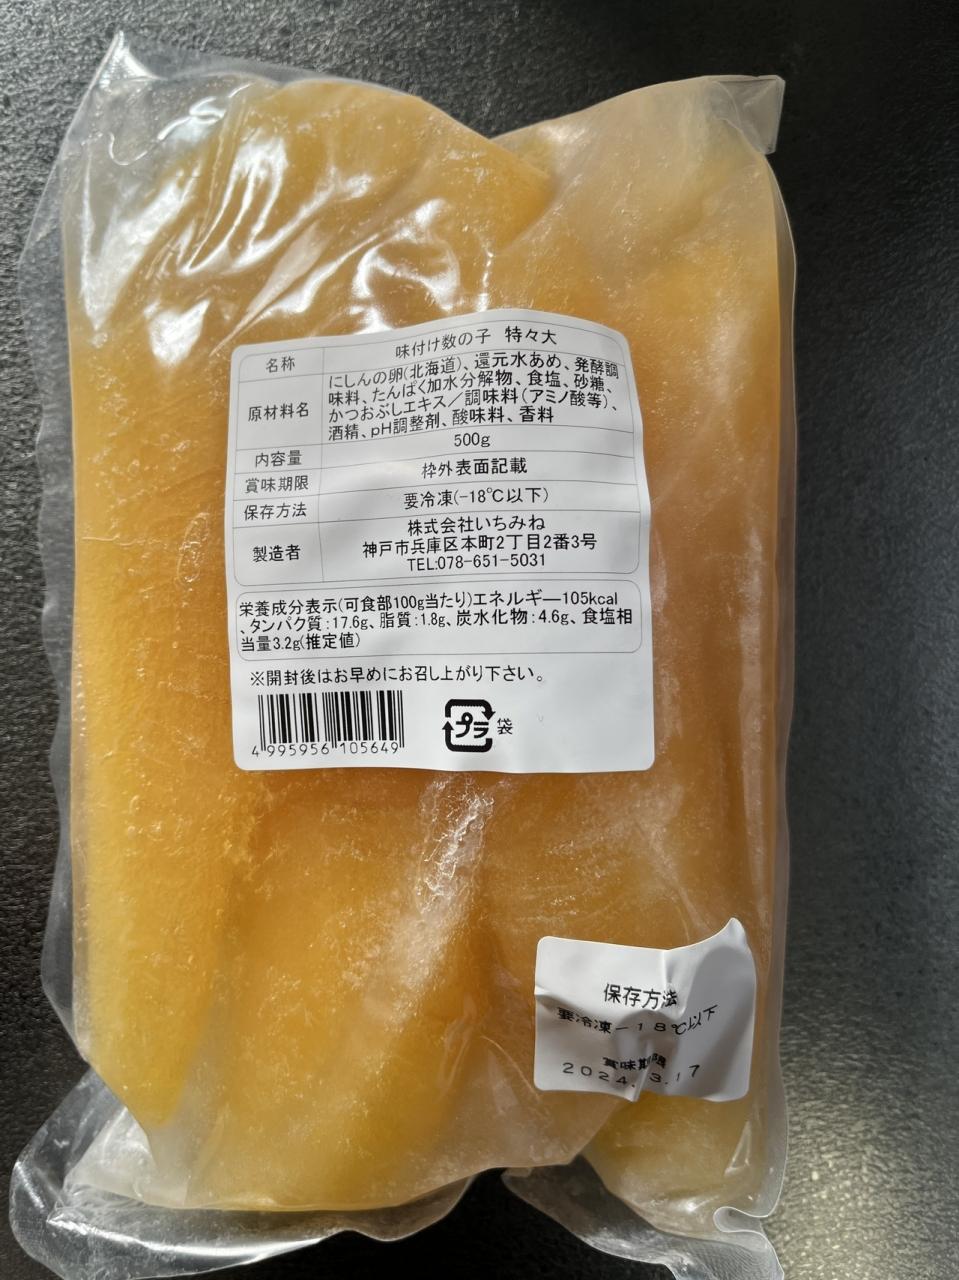 名称 味付け数の子 特々大
原材料名 にしんの卵(北海道)、還元水あめ、発酵調
味料、たんぱく加水分解物、食塩、砂糖、
かつおぶしエキス／調味料(アミノ酸等)、
酒精、pH調整剤、酸味料、香料
内容量 500g
賞味期限 枠外表面記載
保存方法 要冷凍(-18℃以下)
製造者 株式会社いちみね
神戸市兵庫区本町2丁目2番3号
TEL:078-651-5031
栄養成分表示(可食部100g当たり)エネルギー105kcal
、タンパク質:17.6g、脂質:1.8g、炭水化物:4.6g、食塩相
当量3.2g(推定値)
※開封後はお早めにお召し上がり下さい。
4 995956 105649
プラ 袋
保存方法
要冷凍－18℃以下
賞味期限
2024.3.17